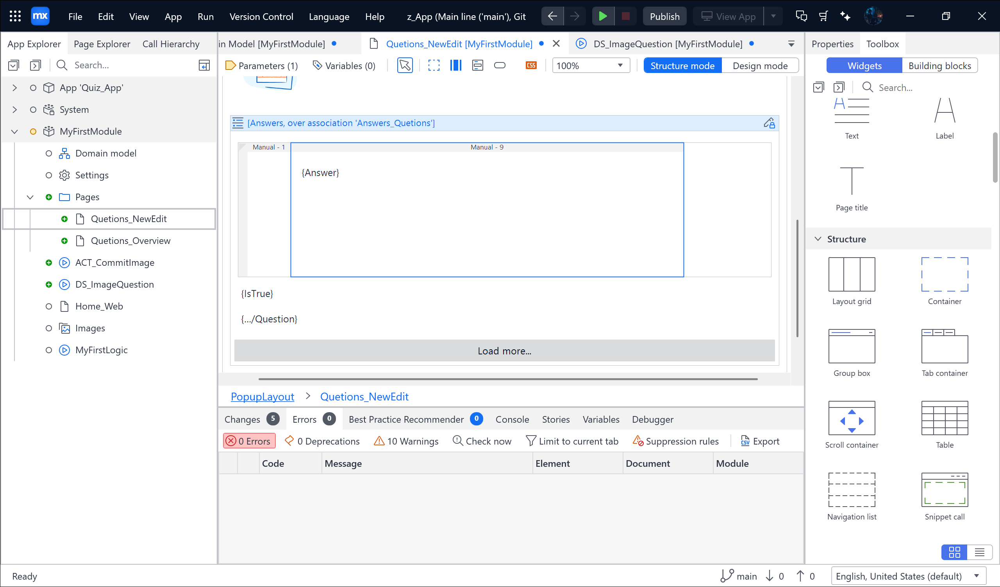 mx File Edit View App Run Version Control Language Help z_App (Main line ('main'), Git Publish View App
App Explorer Page Explorer Call Hierarchy
in Model [MyFirstModule] Quetions_NewEdit [MyFirstModule] DS_ImageQuestion [MyFirstModule]
Properties Toolbox
Search...
Parameters (1) Variables (0) CSS 100% Structure mode Design mode
Widgets Building blocks
Search...
App 'Quiz_App'
System
MyFirstModule
Domain model
Settings
Pages
Quetions_NewEdit
Quetions_Overview
ACT_CommitImage
DS_ImageQuestion
Home_Web
Images
MyFirstLogic
[Answers, over association 'Answers_Quetions']
Manual - 1 Manual - 9
{Answer}
{IsTrue}
{.../Question}
Load more...
PopupLayout > Quetions_NewEdit
Changes 5 Errors 0 Best Practice Recommender 0 Console Stories Variables Debugger
0 Errors 0 Deprecations 10 Warnings Check now Limit to current tab Suppression rules CSV Export
Code Message Element Document Module
Text Label
Page title
Structure
Layout grid Container
Group box Tab container
Scroll container Table
Navigation list Snippet call
Ready main 0 0 English, United States (default)